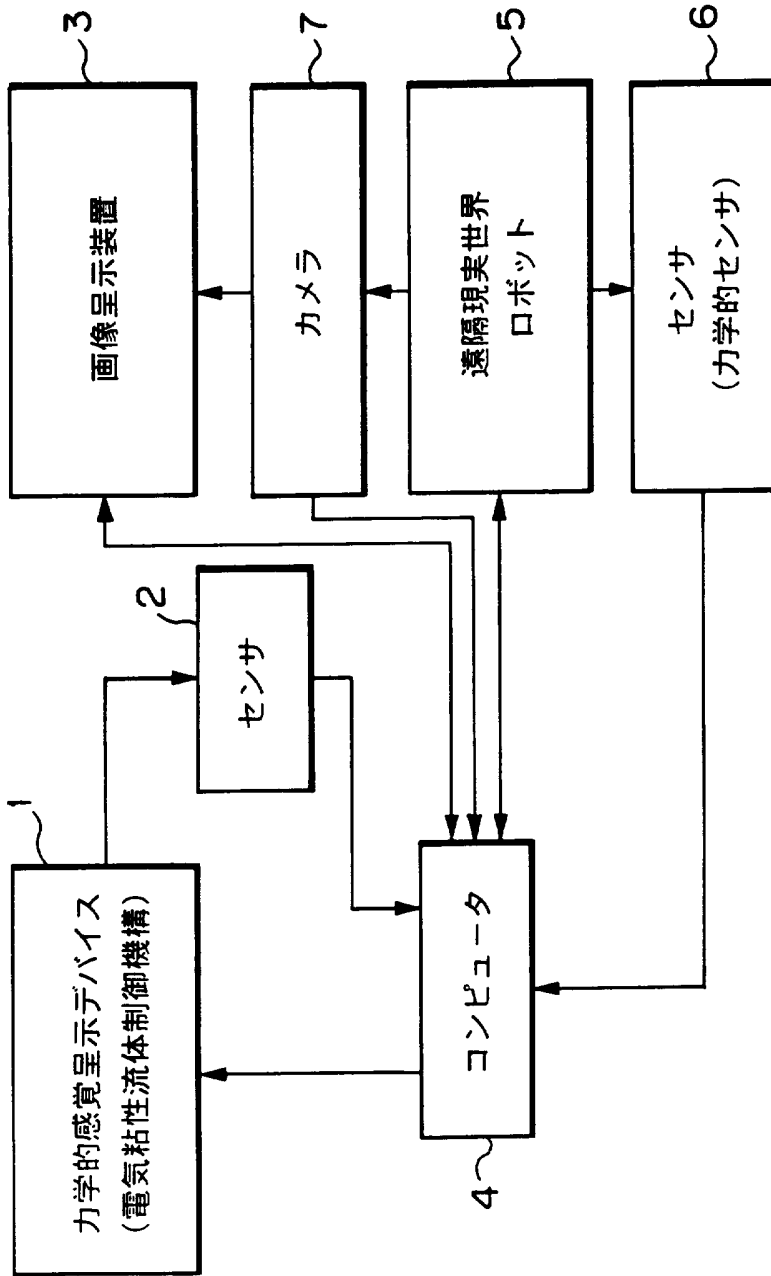 1
力学的感覚呈示デバイス
(電気粘性流体制御機構)
2
センサ
3
画像呈示装置
7
カメラ
5
遠隔現実世界
ロボット
6
センサ
(力学的センサ)
コンピュータ
4